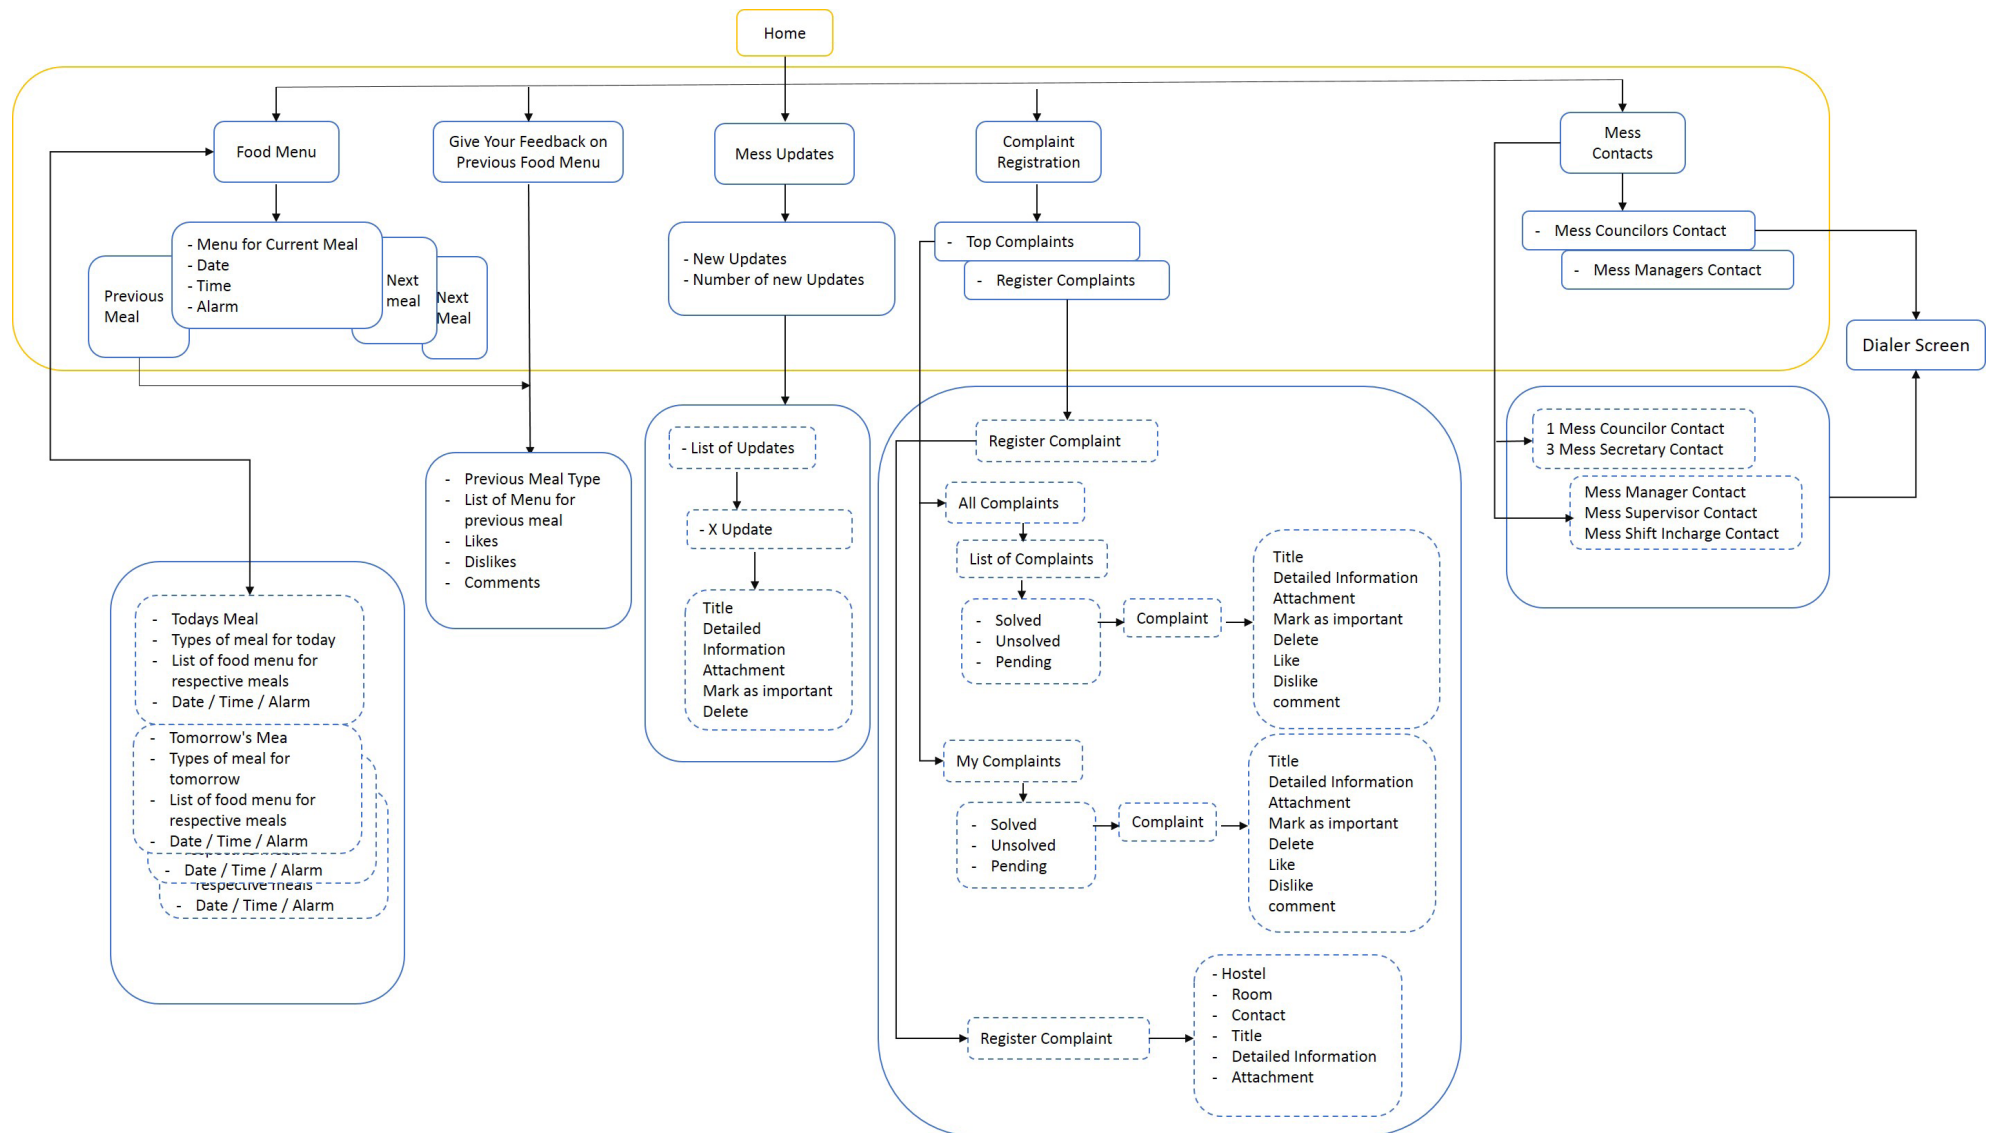 Home
Food Menu
Give Your Feedback on
Previous Food Menu
Mess Updates
Complaint
Registration
Mess
Contacts
- Menu for Current Meal
- Date
- Time
- Alarm
Previous
Meal
Next
meal
Next
Meal
- New Updates
- Number of new Updates
- Top Complaints
- Register Complaints
- Mess Councilors Contact
- Mess Managers Contact
Dialer Screen
- Todays Meal
- Types of meal for today
- List of food menu for
respective meals
- Date / Time / Alarm
- Tomorrow's Mea
- Types of meal for
tomorrow
- List of food menu for
respective meals
- Date / Time / Alarm
- Date / Time / Alarm
respective meals
- Date / Time / Alarm
- Previous Meal Type
- List of Menu for
previous meal
- Likes
- Dislikes
- Comments
- List of Updates
- X Update
Title
Detailed
Information
Attachment
Mark as important
Delete
Register Complaint
All Complaints
List of Complaints
- Solved
- Unsolved
- Pending
Complaint
Title
Detailed Information
Attachment
Mark as important
Delete
Like
Dislike
comment
My Complaints
- Solved
- Unsolved
- Pending
Complaint
Title
Detailed Information
Attachment
Mark as important
Delete
Like
Dislike
comment
Register Complaint
- Hostel
- Room
- Contact
- Title
- Detailed Information
- Attachment
1 Mess Councilor Contact
3 Mess Secretary Contact
Mess Manager Contact
Mess Supervisor Contact
Mess Shift Incharge Contact